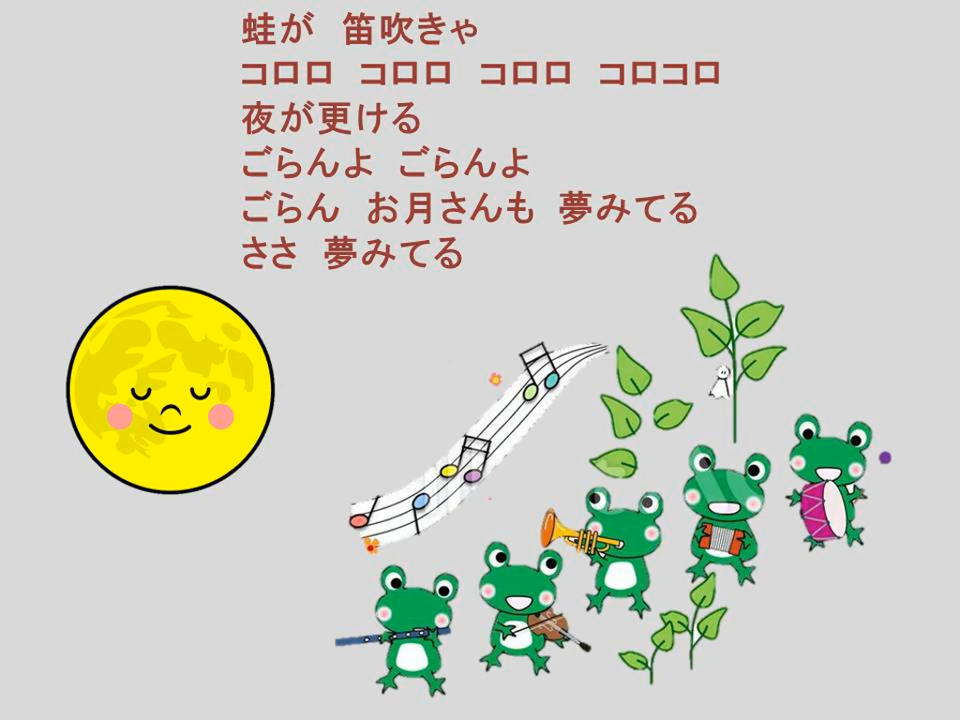 蛙が　笛吹きゃ
コロロ　コロロ　コロロ　コロコロ
夜が更ける
ごらんよ　ごらんよ
ごらん　お月さんも　夢みてる
ささ　夢みてる